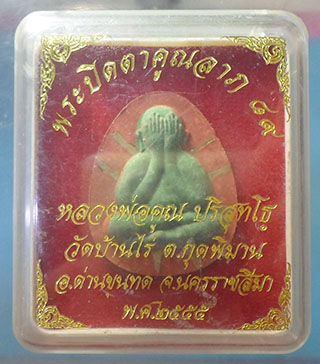 พระปิดตาคูณลาภ ๘๙
หลวงพ่อคูณ ปริสุทโธ
วัดบ้านไร่ ต.กุดพิมาน
อ.ด่านขุนทด จ.นครราชสีมา
พ.ศ.๒๕๕๕